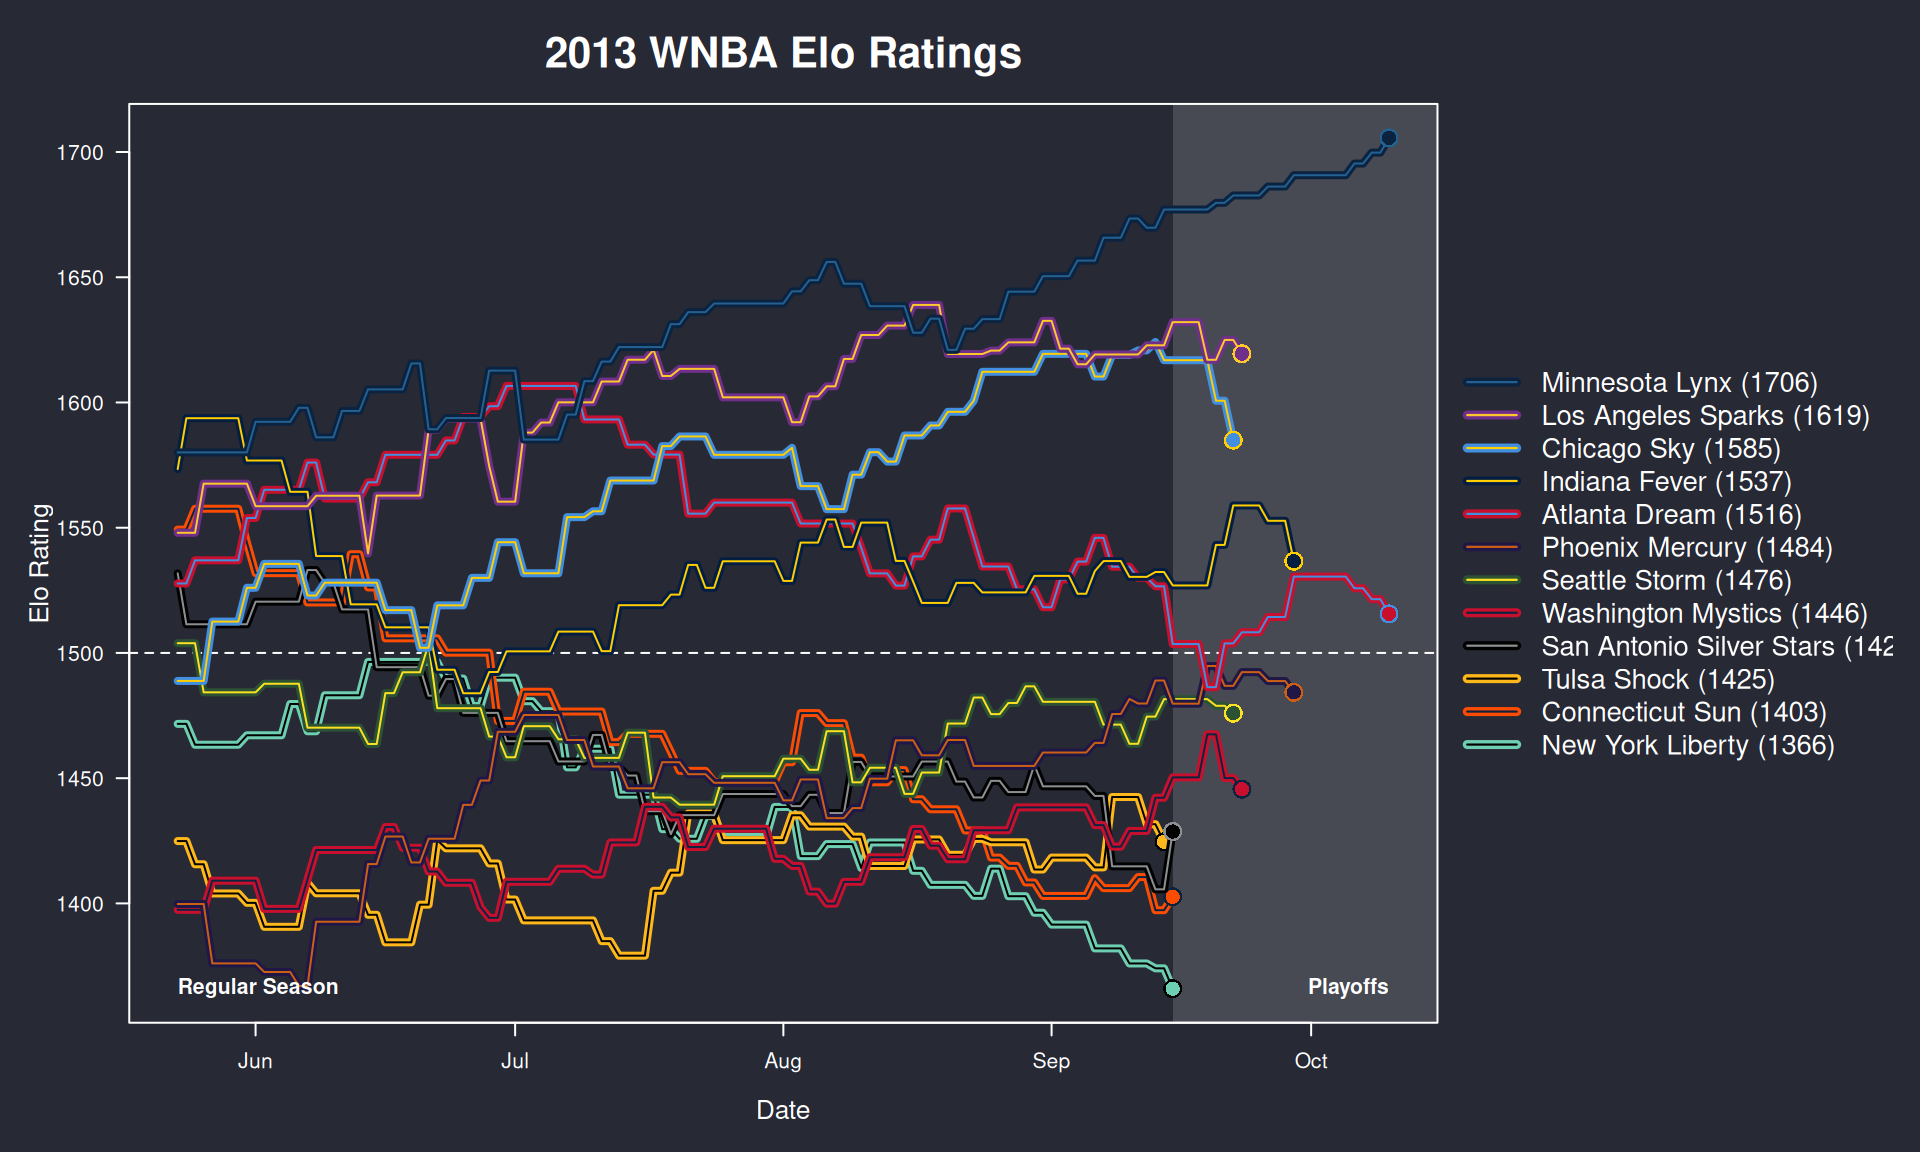 2013 WNBA Elo Ratings
1700
1650
1600
1550
1500
1450
1400
Elo Rating
Regular Season
Playoffs
Jun
Jul
Aug
Sep
Oct
Date
Minnesota Lynx (1706)
Los Angeles Sparks (1619)
Chicago Sky (1585)
Indiana Fever (1537)
Atlanta Dream (1516)
Phoenix Mercury (1484)
Seattle Storm (1476)
Washington Mystics (1446)
San Antonio Silver Stars (142
Tulsa Shock (1425)
Connecticut Sun (1403)
New York Liberty (1366)